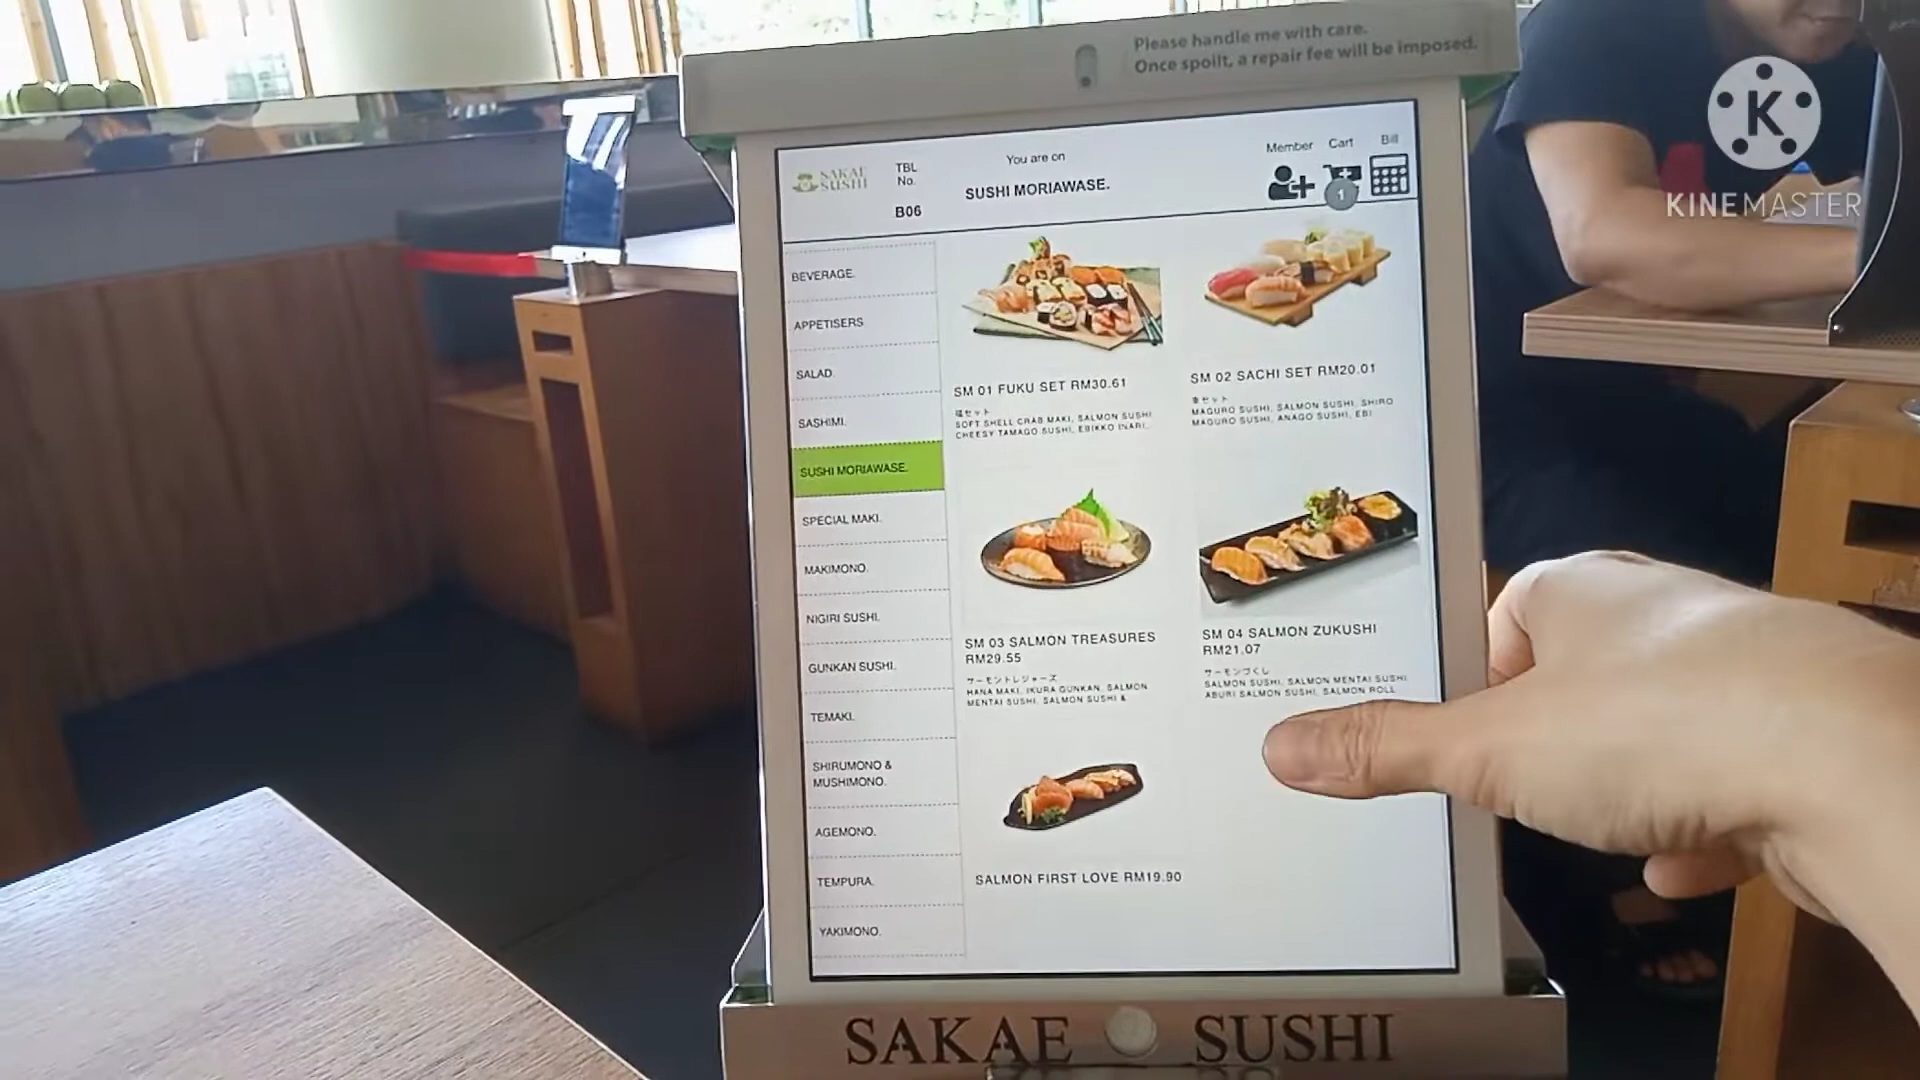 Please handle me with care.
Once spoilt, a repair fee will be imposed.
KINEMASTER
SAKAE
SUSHI
TBL
No.
B06
You are on
SUSHI MORIAWASE.
Member
Cart
Bill
1
BEVERAGE.
APPETISERS
SALAD.
SASHIMI.
SUSHI MORIAWASE.
SPECIAL MAKI.
MAKIMONO.
NIGIRI SUSHI.
GUNKAN SUSHI.
TEMAKI.
SHIRUMONO &
MUSHIMONO.
AGEMONO.
TEMPURA.
YAKIMONO.
SM 01 FUKU SET RM30.61
福セット
SOFT SHELL CRAB MAKI, SALMON SUSHI
CHEESY TAMAGO SUSHI, EBIKKO INARI,
SM 02 SACHI SET RM20.01
幸セット
MAGURO SUSHI, SALMON SUSHI, SHIRO
MAGURO SUSHI, ANAGO SUSHI, EBI
SM 03 SALMON TREASURES
RM29.55
サーモントレジャーズ
HANA MAKI, IKURA GUNKAN, SALMON
MENTAI SUSHI, SALMON SUSHI &
SM 04 SALMON ZUKUSHI
RM21.07
サーモンづくし
SALMON SUSHI, SALMON MENTAI SUSHI
ABURI SALMON SUSHI, SALMON ROLL
SALMON FIRST LOVE RM19.90
SAKAE SUSHI